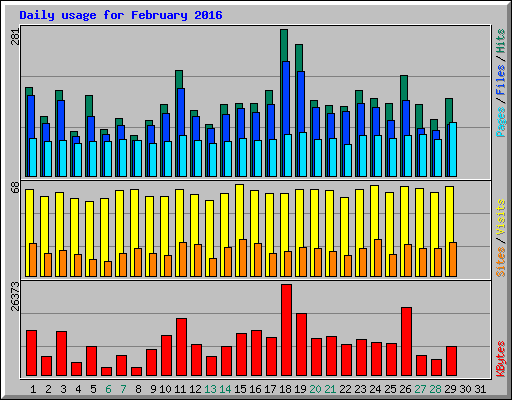 Daily usage for February 2016
281
Pages / Files / Hits
68
Sites / Visits
26373
KBytes
1 2 3 4 5 6 7 8 9 10 11 12 13 14 15 16 17 18 19 20 21 22 23 24 25 26 27 28 29 30 31